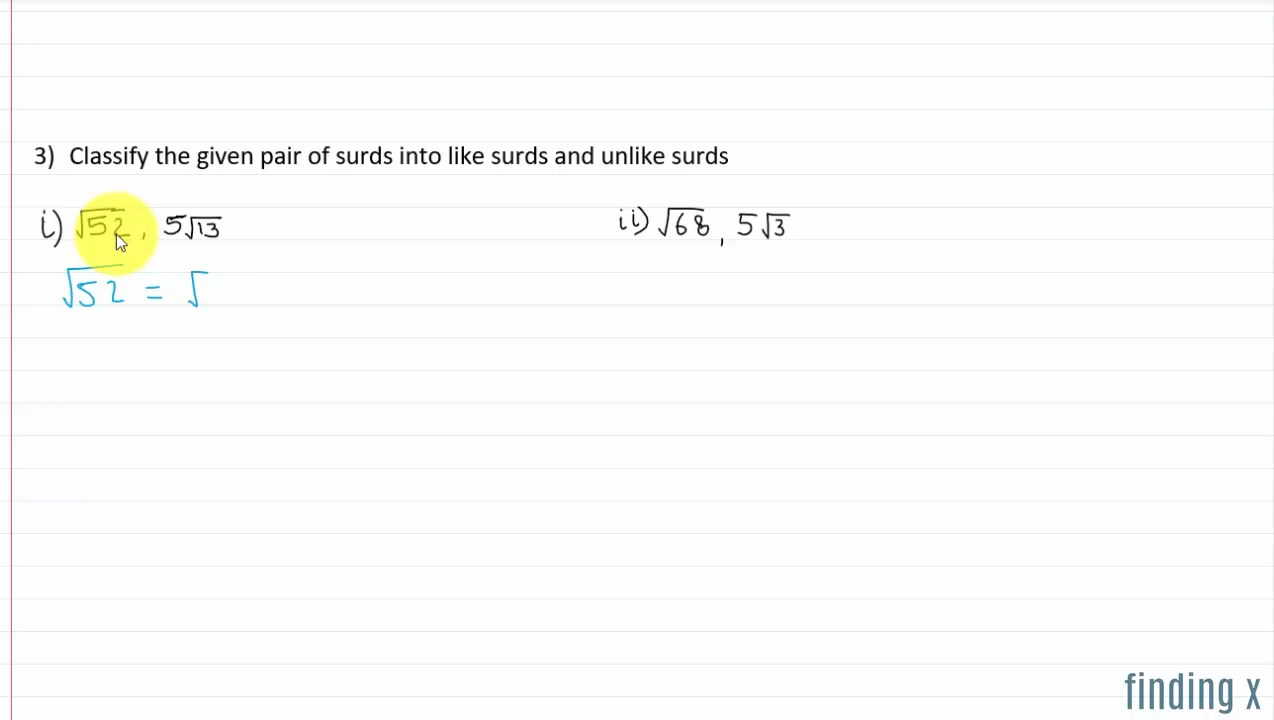 3) Classify the given pair of surds into like surds and unlike surds
i) √52 , 5√13 ii) √68 , 5√3
√52 = √
finding x